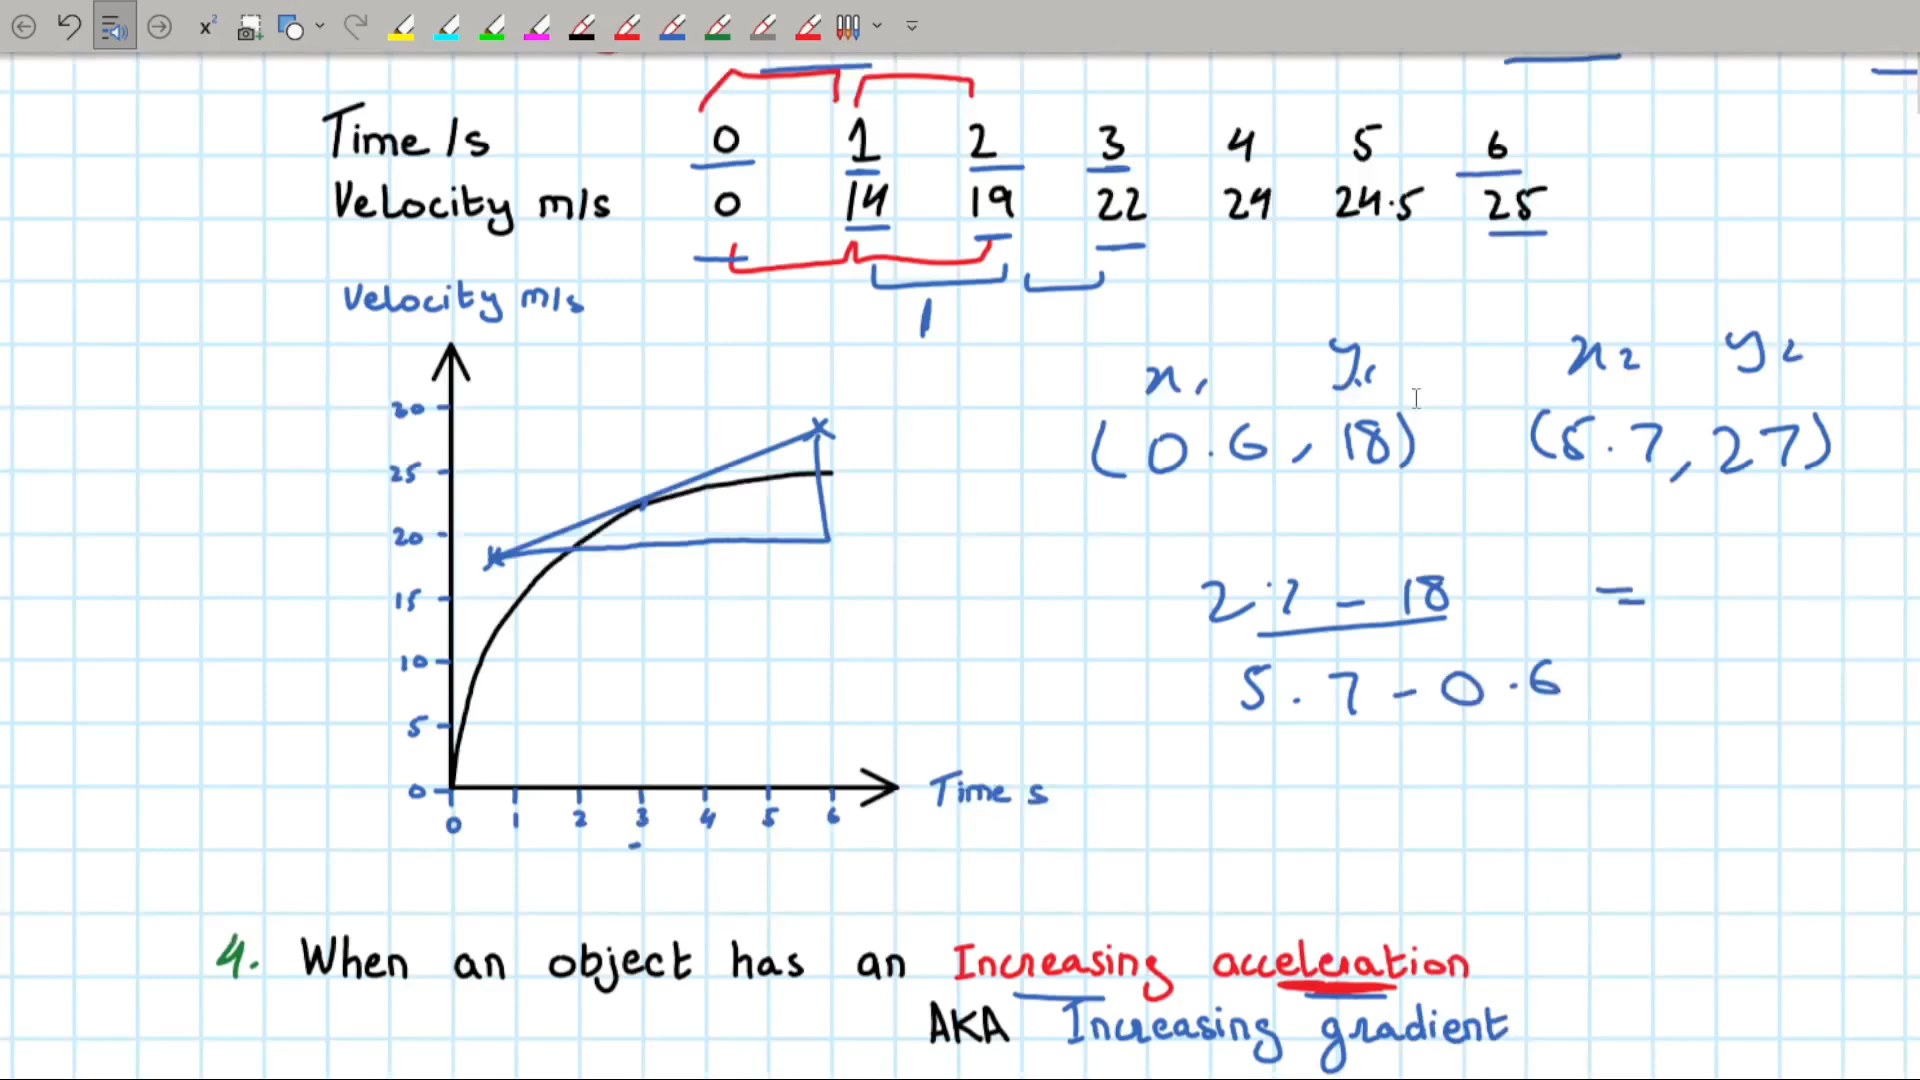 x²
Time /s 0 1 2 3 4 5 6
Velocity m/s 0 14 19 22 24 24.5 25
1
Velocity m/s
x₁ y₁ x₂ y₂
(0.6, 18) (5.7, 27)
30
25
20
15
10
5
0
0 1 2 3 4 5 6
Time s
27 - 18 =
5.7 - 0.6
4. When an object has an Increasing acceleration
AKA Increasing gradient